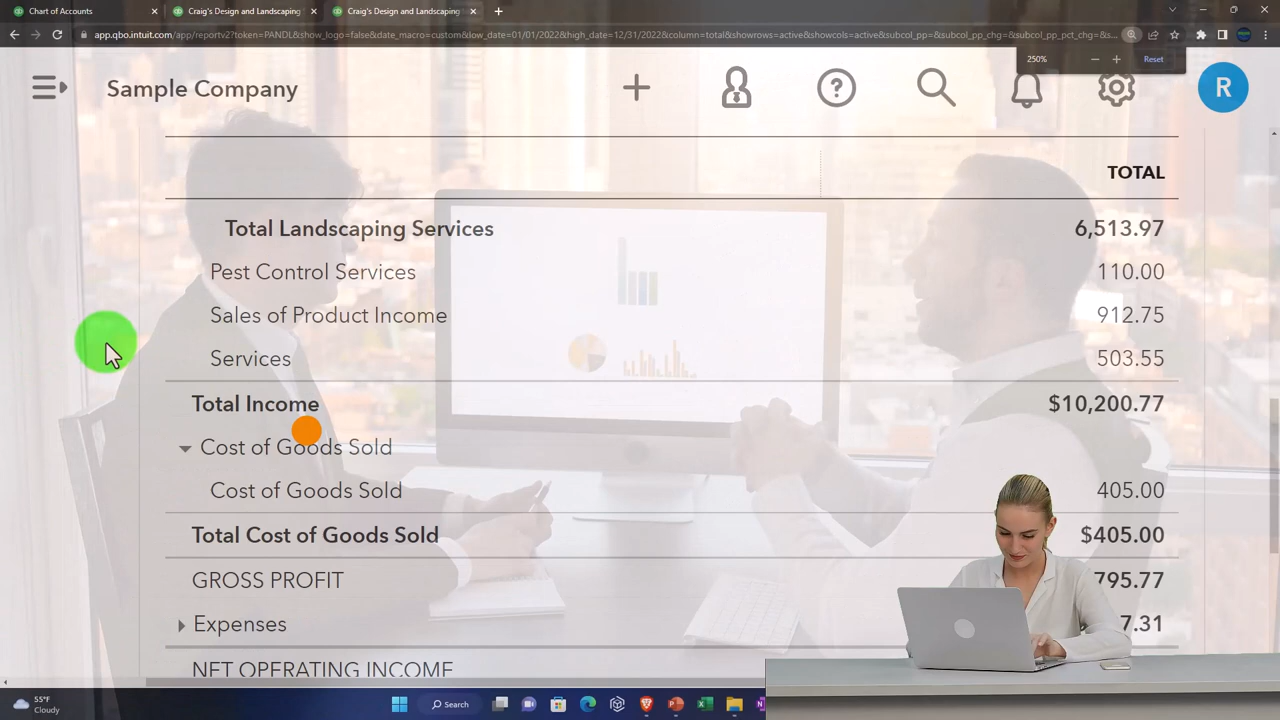 Chart of Accounts
Craig's Design and Landscaping
Craig's Design and Landscaping
app.qbo.intuit.com/app/reportv2?token=PANDL&show_logo=false&date_macro=custom&low_date=01/01/2022&high_date=12/31/2022&column=total&showrows=active&showcols=active&subcol_pp=&subcol_pp_chg=&subcol_pp_pct_chg=&s...
250%
Reset
Sample Company
R
TOTAL
Total Landscaping Services 6,513.97
Pest Control Services 110.00
Sales of Product Income 912.75
Services 503.55
Total Income $10,200.77
Cost of Goods Sold
Cost of Goods Sold 405.00
Total Cost of Goods Sold $405.00
GROSS PROFIT 795.77
Expenses 7.31
NET OPERATING INCOME
55°F
Cloudy
Search